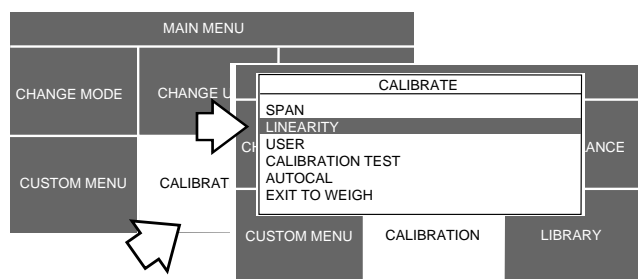 MAIN MENU
CHANGE MODE
CHANGE U
CUSTOM MENU
CALIBRAT
CALIBRATE
SPAN
LINEARITY
USER
CALIBRATION TEST
AUTOCAL
EXIT TO WEIGH
CH
ANCE
CUSTOM MENU
CALIBRATION
LIBRARY